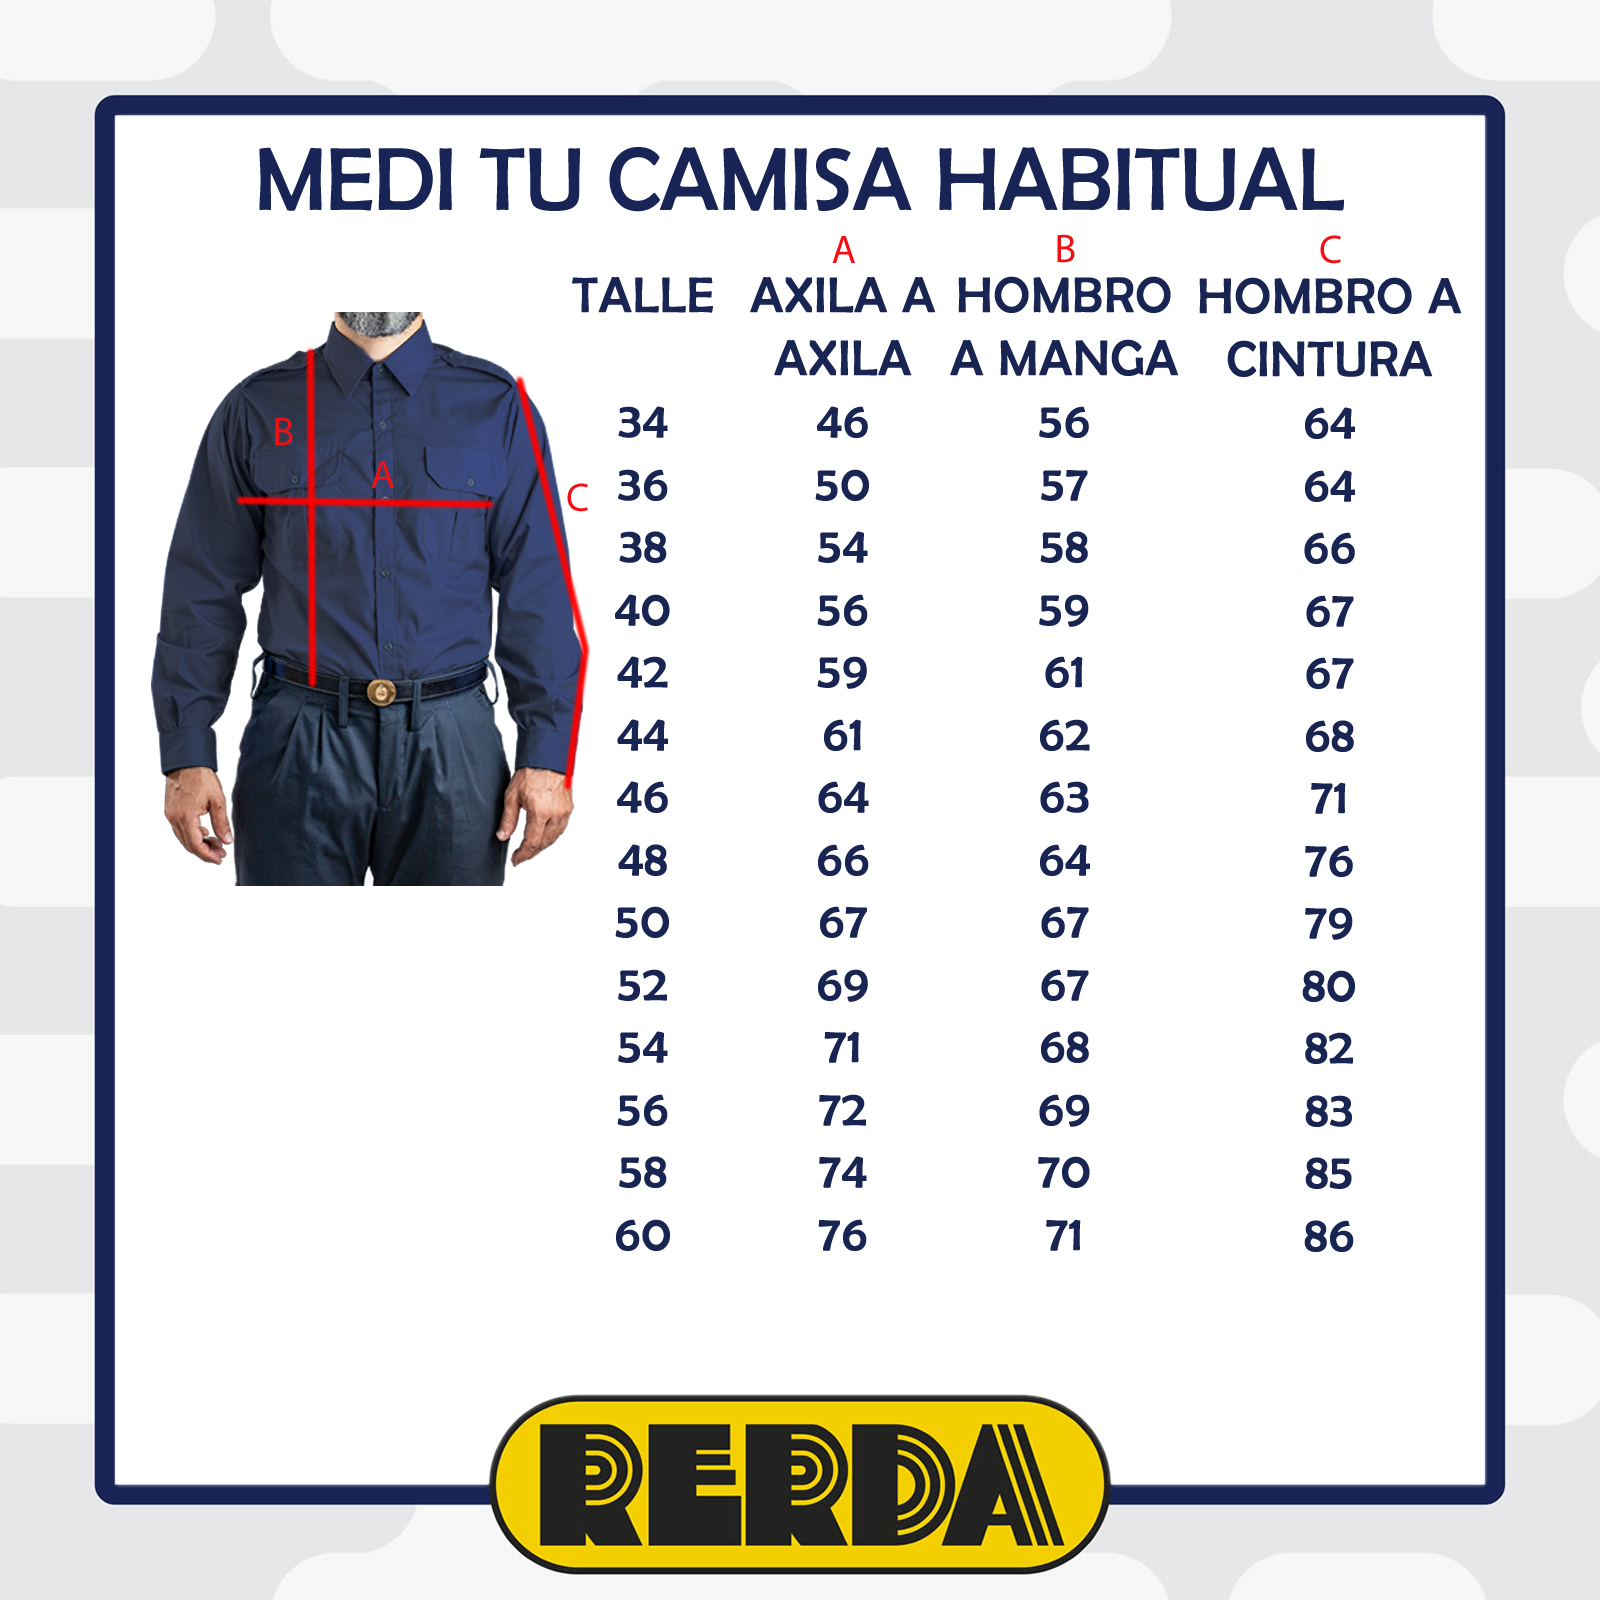 MEDI TU CAMISA HABITUAL
A B C
TALLE AXILA A HOMBRO HOMBRO A
AXILA A MANGA CINTURA
34 46 56 64
36 50 57 64
38 54 58 66
40 56 59 67
42 59 61 67
44 61 62 68
46 64 63 71
48 66 64 76
50 67 67 79
52 69 67 80
54 71 68 82
56 72 69 83
58 74 70 85
60 76 71 86
B
A
C
RERDA